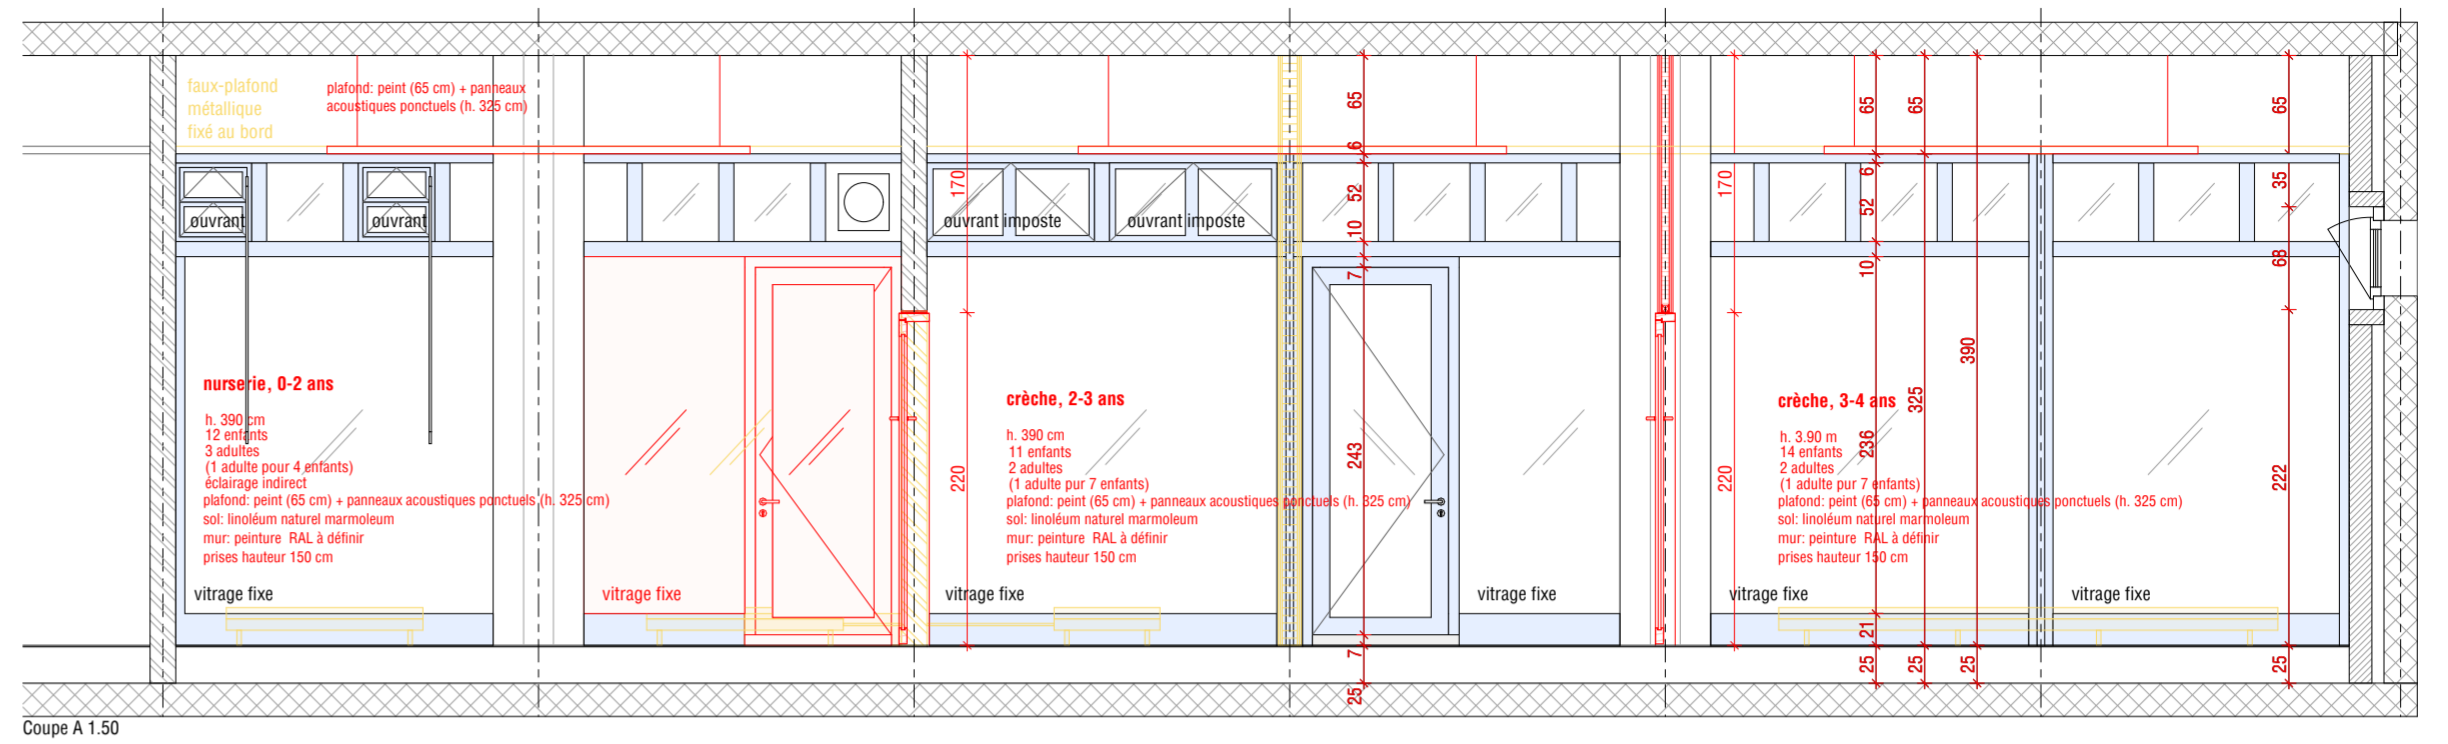 faux-plafond
métallique
fixé au bord
plafond: peint (65 cm) + panneaux
acoustiques ponctuels (h. 325 cm)
ouvrant
ouvrant
ouvrant imposte
ouvrant imposte
nurserie, 0-2 ans
h. 390 cm
12 enfants
3 adultes
(1 adulte pour 4 enfants)
éclairage indirect
plafond: peint (65 cm) + panneaux acoustiques ponctuels (h. 325 cm)
sol: linoléum naturel marmoleum
mur: peinture RAL à définir
prises hauteur 150 cm
vitrage fixe
vitrage fixe
170
220
crèche, 2-3 ans
h. 390 cm
11 enfants
2 adultes
(1 adulte pur 7 enfants)
plafond: peint (65 cm) + panneaux acoustiques ponctuels (h. 325 cm)
sol: linoléum naturel marmoleum
mur: peinture RAL à définir
prises hauteur 150 cm
vitrage fixe
65
6
52
10
7
243
7
25
vitrage fixe
170
220
crèche, 3-4 ans
h. 3.90 m
14 enfants
2 adultes
(1 adulte pur 7 enfants)
plafond: peint (65 cm) + panneaux acoustiques ponctuels (h. 325 cm)
sol: linoléum naturel marmoleum
mur: peinture RAL à définir
prises hauteur 150 cm
vitrage fixe
vitrage fixe
65
6
52
10
236
21
25
65
325
25
390
25
65
35
68
222
25
Coupe A 1.50